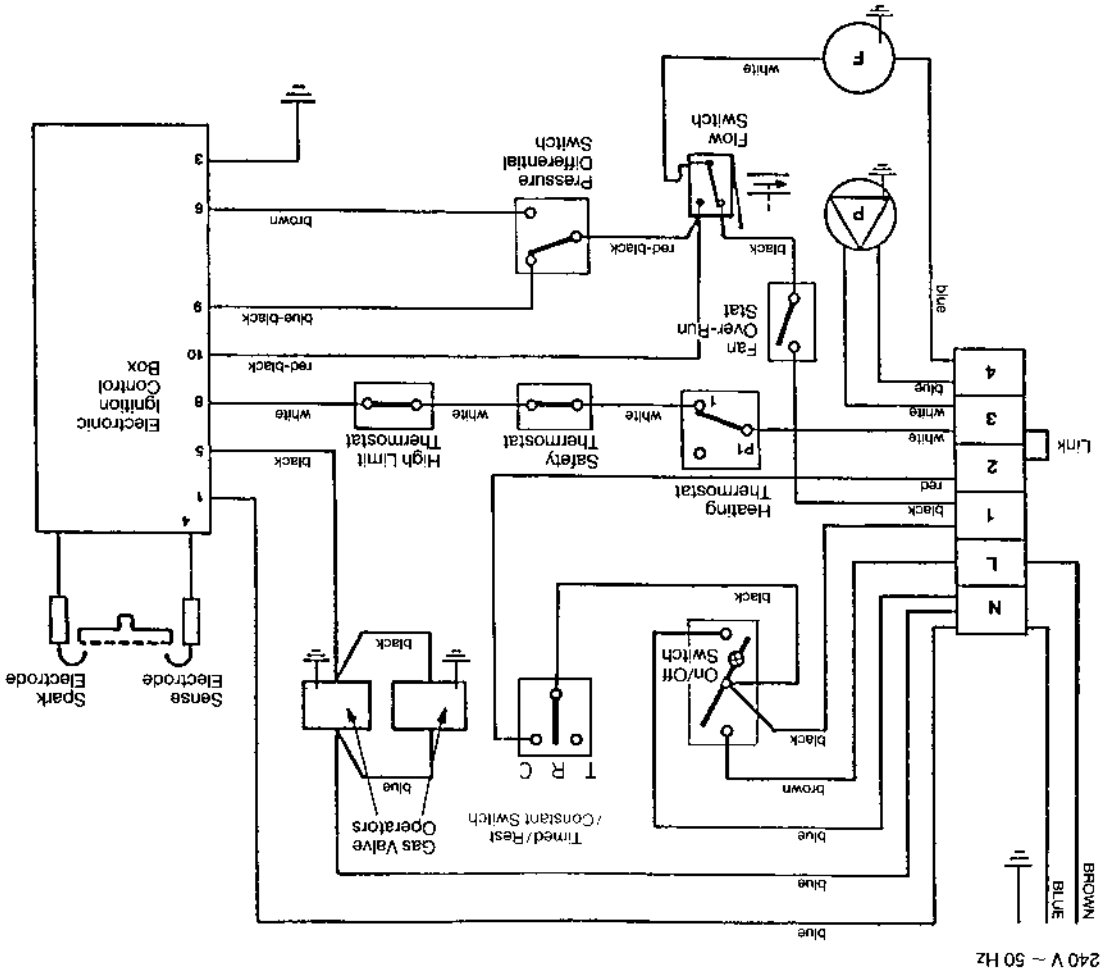 240 V ~ 50 Hz
BROWN
BLUE
blue
blue
blue
brown
black
On/Off
Switch
black
Timed/Rest
/Constant Switch
T R C
Gas Valve
Operators
blue
black
Sense
Electrode
Spark
Electrode
N
L
1
2
3
4
Link
black
red
white
white
blue
blue
Heating
Thermostat
P1
1
white
Safety
Thermostat
white
High Limit
Thermostat
white
black
4
1
5
8
10
9
6
3
Electronic
Ignition
Control
Box
red-black
blue-black
brown
Fan
Over-Run
Stat
black
red-black
Pressure
Differential
Switch
Flow
Switch
P
F
white